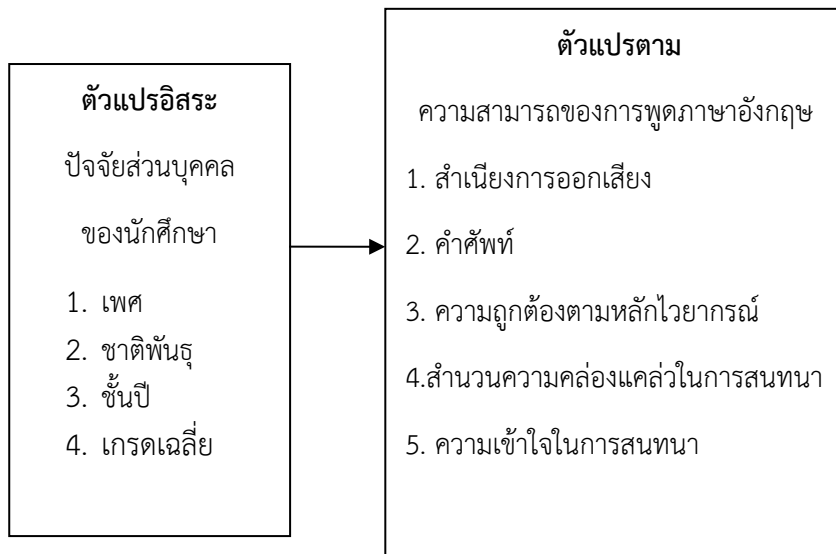 ตัวแปรอิสระ
ปัจจัยส่วนบุคคล
ของนักศึกษา
1. เพศ
2. ชาติพันธุ
3. ชั้นปี
4. เกรดเฉลี่ย
ตัวแปรตาม
ความสามารถของการพูดภาษาอังกฤษ
1. สำเนียงการออกเสียง
2. คำศัพท์
3. ความถูกต้องตามหลักไวยากรณ์
4.สำนวนความคล่องแคล่วในการสนทนา
5. ความเข้าใจในการสนทนา